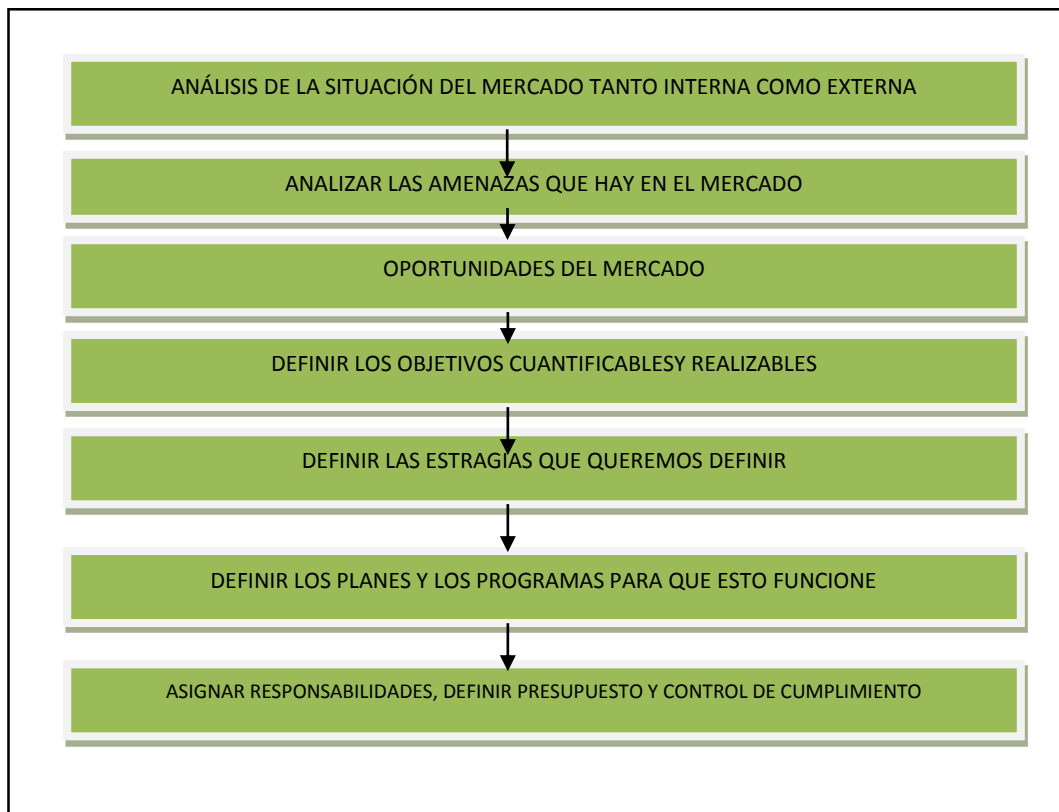 ANÁLISIS DE LA SITUACIÓN DEL MERCADO TANTO INTERNA COMO EXTERNA
ANALIZAR LAS AMENAZAS QUE HAY EN EL MERCADO
OPORTUNIDADES DEL MERCADO
DEFINIR LOS OBJETIVOS CUANTIFICABLESY REALIZABLES
DEFINIR LAS ESTRAGIAS QUE QUEREMOS DEFINIR
DEFINIR LOS PLANES Y LOS PROGRAMAS PARA QUE ESTO FUNCIONE
ASIGNAR RESPONSABILIDADES, DEFINIR PRESUPUESTO Y CONTROL DE CUMPLIMIENTO